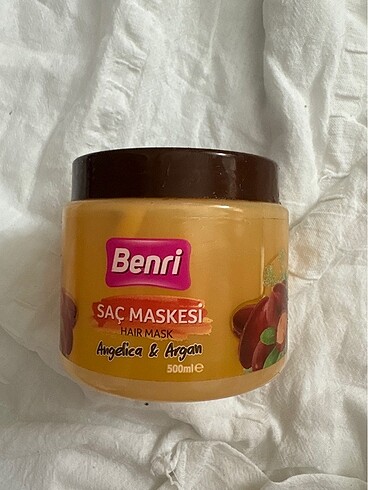 Benri
SAÇ MASKESİ
HAIR MASK
Angelica & Argan
500ml℮